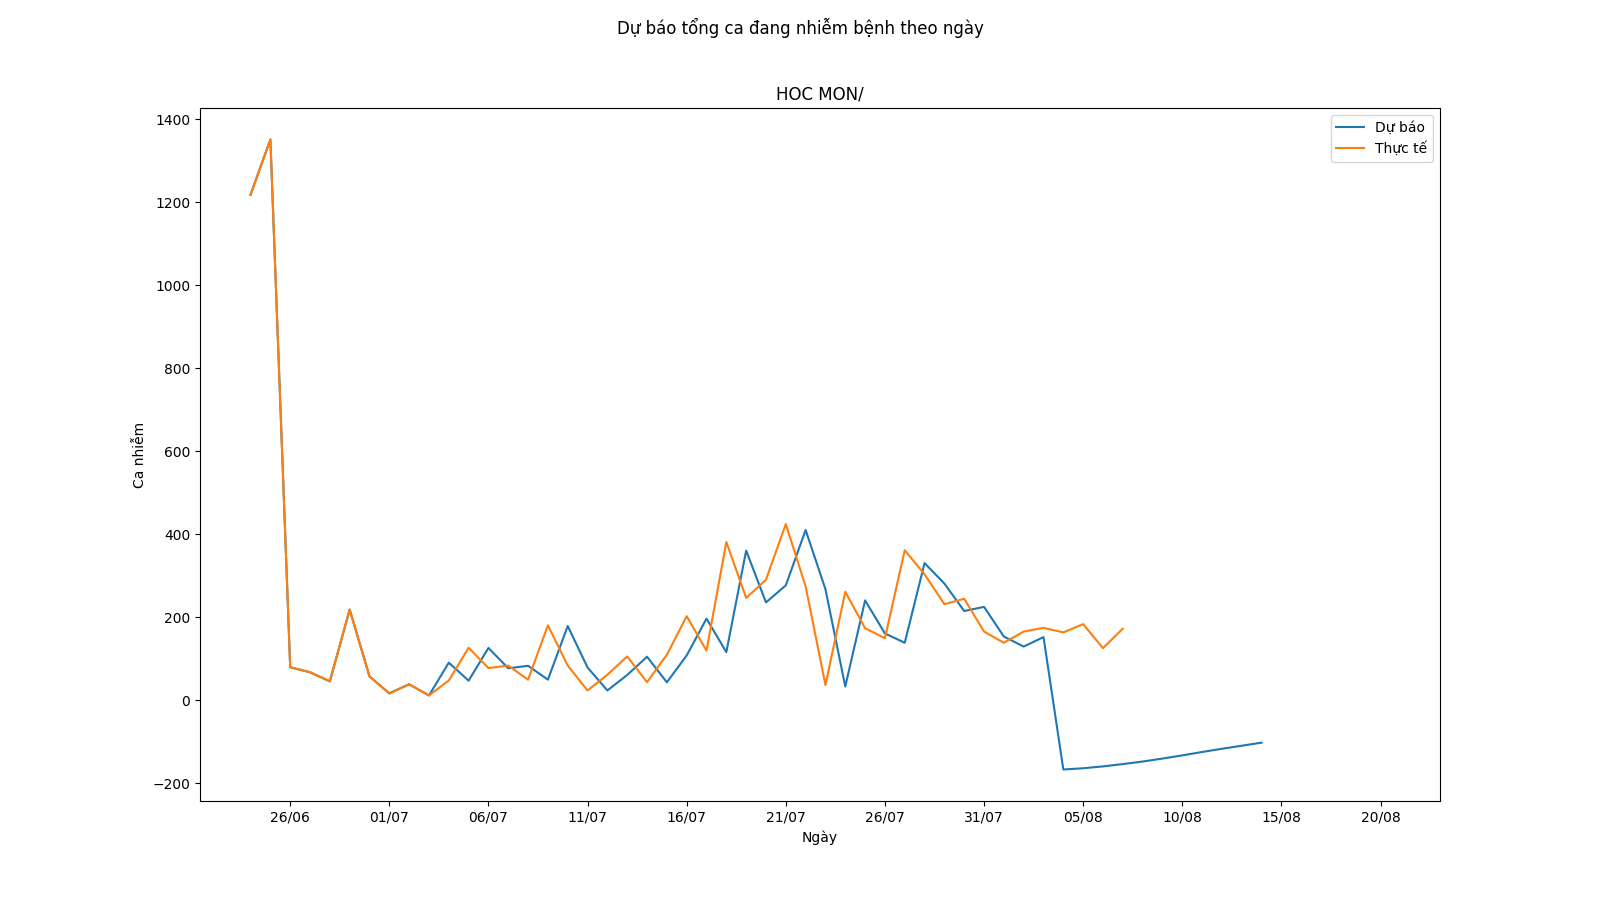 Dự báo tổng ca đang nhiễm bệnh theo ngày
HOC MON/
Dự báo
Thực tế
Ca nhiễm
1400
1200
1000
800
600
400
200
0
−200
26/06 01/07 06/07 11/07 16/07 21/07 26/07 31/07 05/08 10/08 15/08 20/08
Ngày